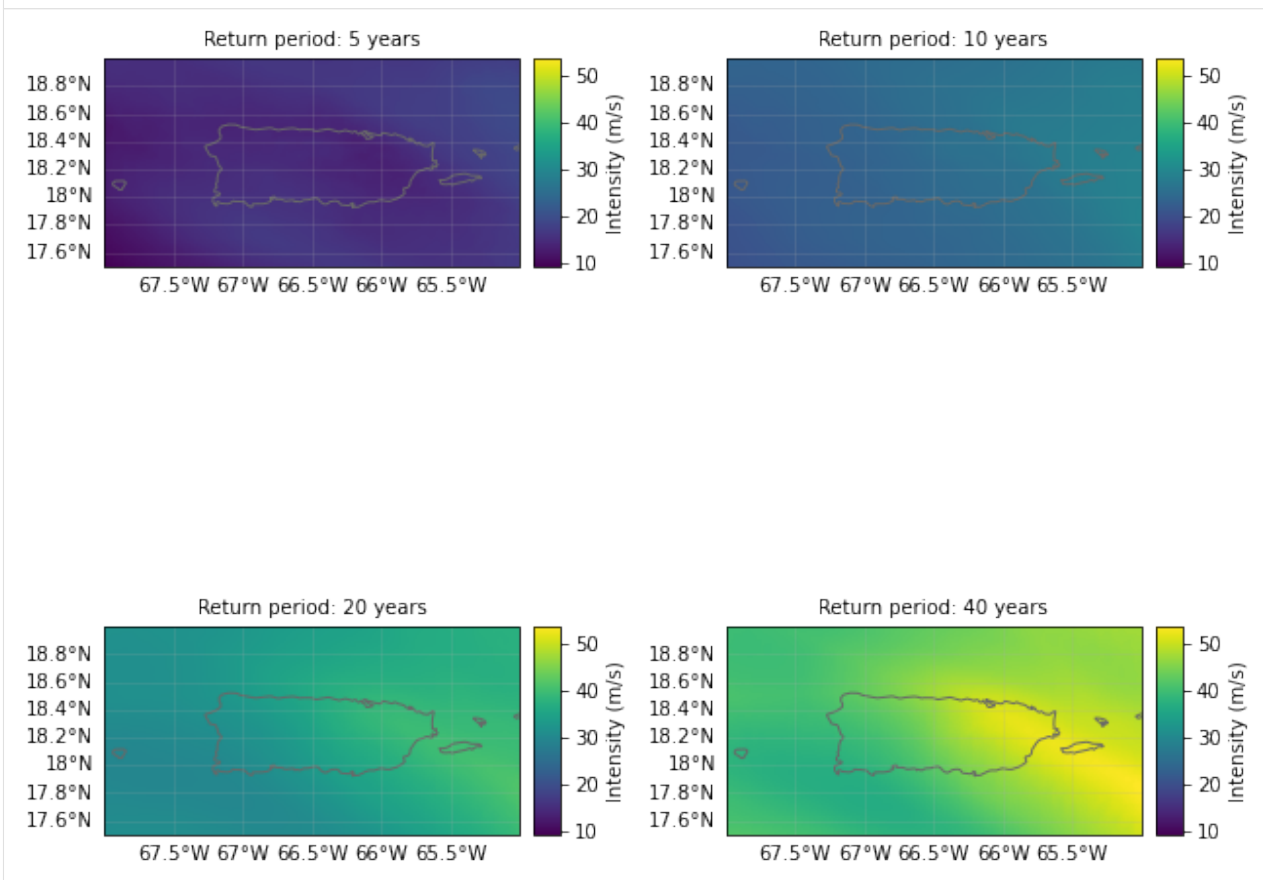 Return period: 5 years
18.8°N
18.6°N
18.4°N
18.2°N
18°N
17.8°N
17.6°N
67.5°W 67°W 66.5°W 66°W 65.5°W
50
40
30
20
10
Intensity (m/s)
Return period: 10 years
18.8°N
18.6°N
18.4°N
18.2°N
18°N
17.8°N
17.6°N
67.5°W 67°W 66.5°W 66°W 65.5°W
50
40
30
20
10
Intensity (m/s)
Return period: 20 years
18.8°N
18.6°N
18.4°N
18.2°N
18°N
17.8°N
17.6°N
67.5°W 67°W 66.5°W 66°W 65.5°W
50
40
30
20
10
Intensity (m/s)
Return period: 40 years
18.8°N
18.6°N
18.4°N
18.2°N
18°N
17.8°N
17.6°N
67.5°W 67°W 66.5°W 66°W 65.5°W
50
40
30
20
10
Intensity (m/s)